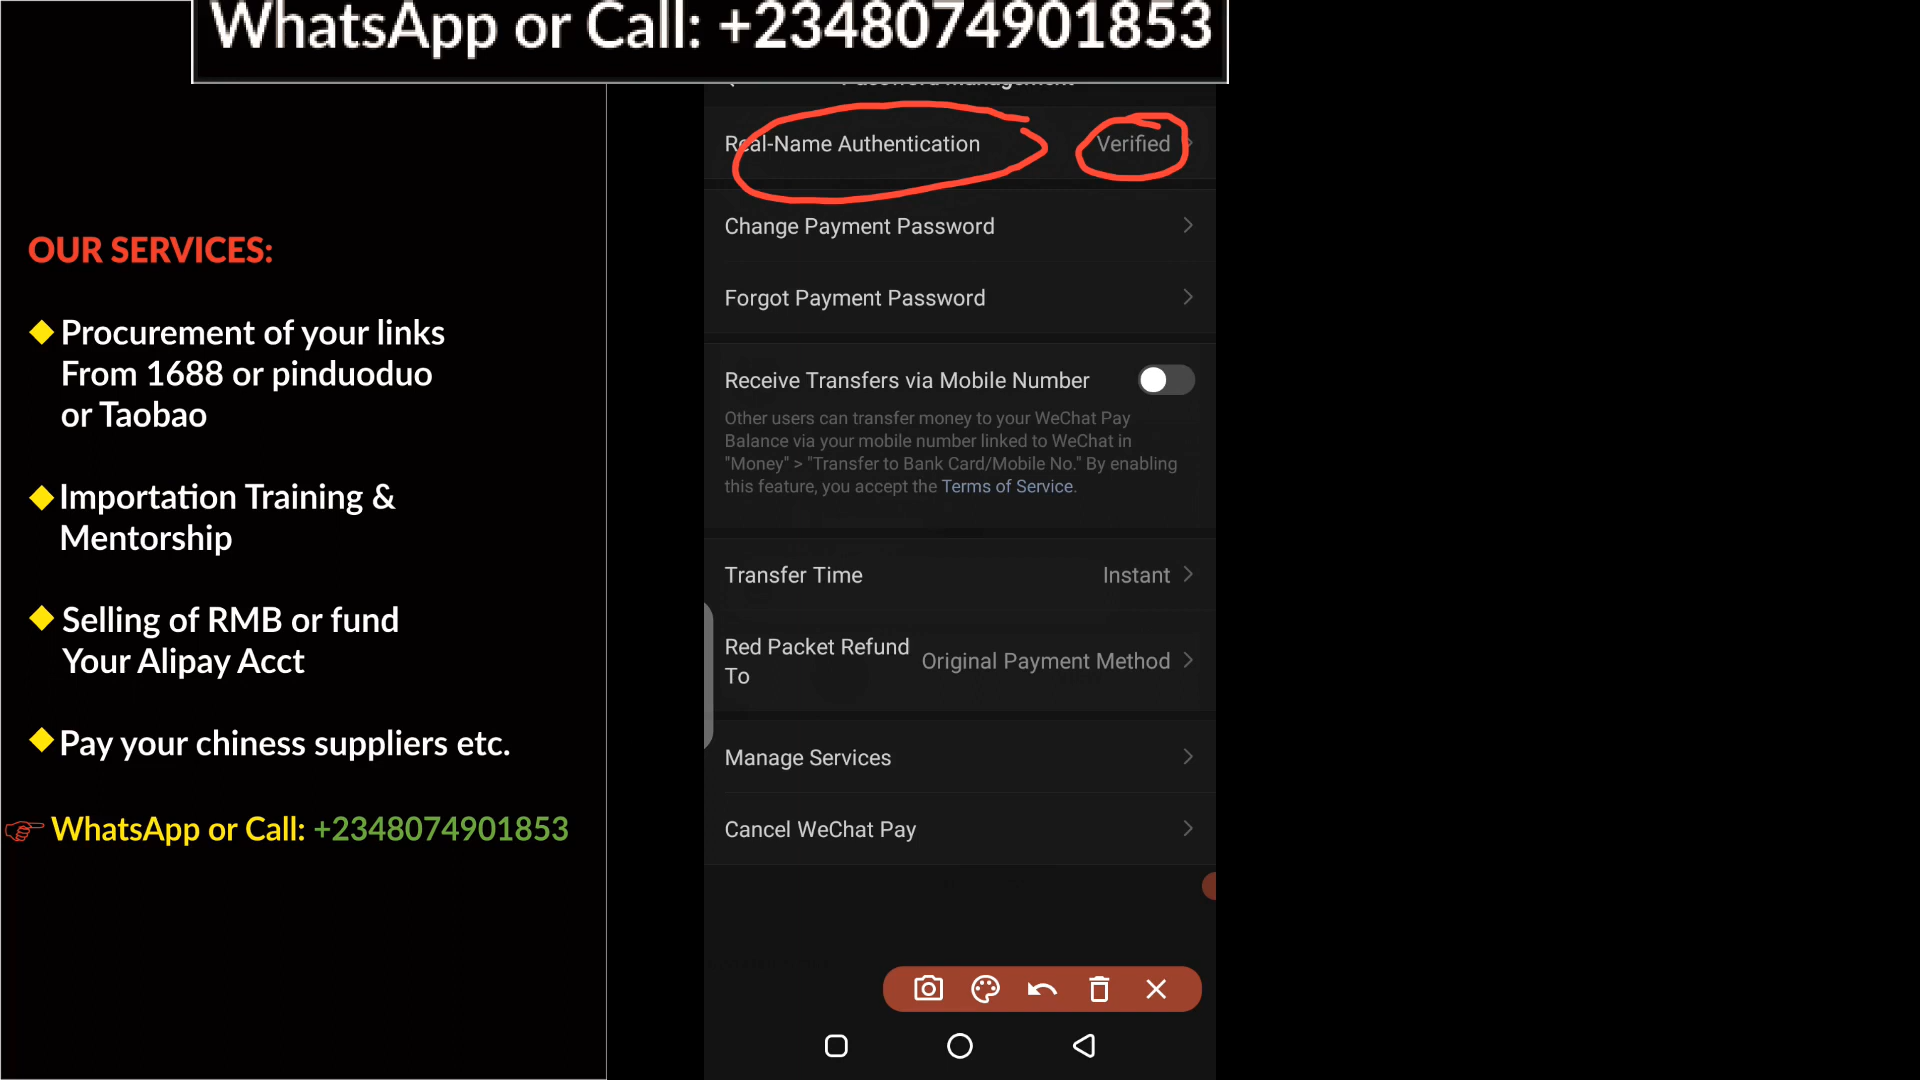 WhatsApp or Call: +2348074901853
Password Management
Real-Name Authentication Verified
Change Payment Password
Forgot Payment Password
Receive Transfers via Mobile Number
Other users can transfer money to your WeChat Pay
Balance via your mobile number linked to WeChat in
"Money" > "Transfer to Bank Card/Mobile No." By enabling
this feature, you accept the Terms of Service.
Transfer Time Instant
Red Packet Refund
To
Original Payment Method
Manage Services
Cancel WeChat Pay
OUR SERVICES:
Procurement of your links
From 1688 or pinduoduo
or Taobao
Importation Training &
Mentorship
Selling of RMB or fund
Your Alipay Acct
Pay your chiness suppliers etc.
WhatsApp or Call: +2348074901853